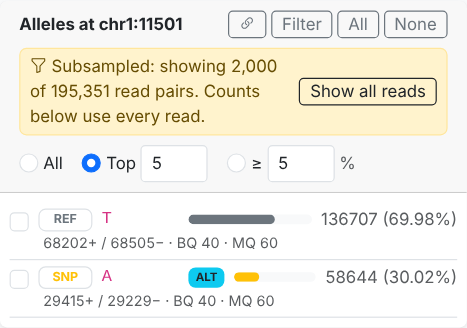 Alleles at chr1:11501
Filter
All
None
Subsampled: showing 2,000
of 195,351 read pairs. Counts
below use every read.
Show all reads
All
Top
5
≥
5
%
REF
T
136707 (69.98%)
68202+ / 68505− · BQ 40 · MQ 60
SNP
A
ALT
58644 (30.02%)
29415+ / 29229− · BQ 40 · MQ 60